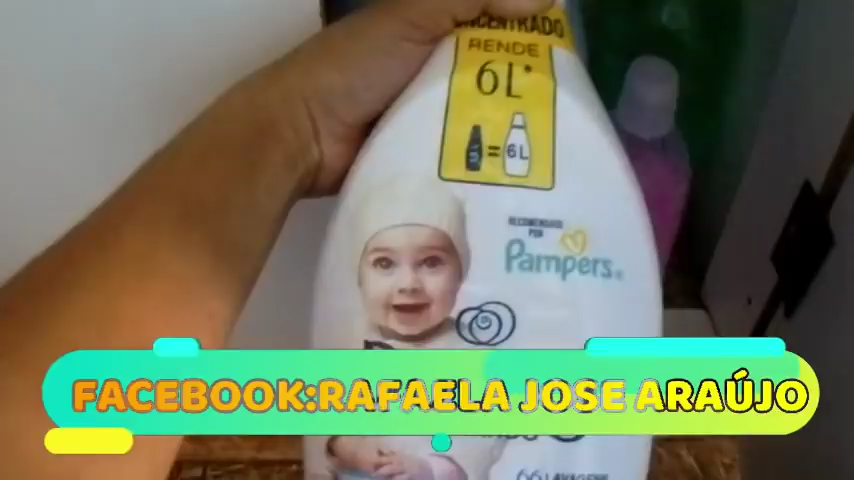 CONCENTRADO
RENDE
6L*
= 6L
RECOMENDADO
POR
Pampers
FACEBOOK:RAFAELA JOSE ARAÚJO
66 LAVAGENS